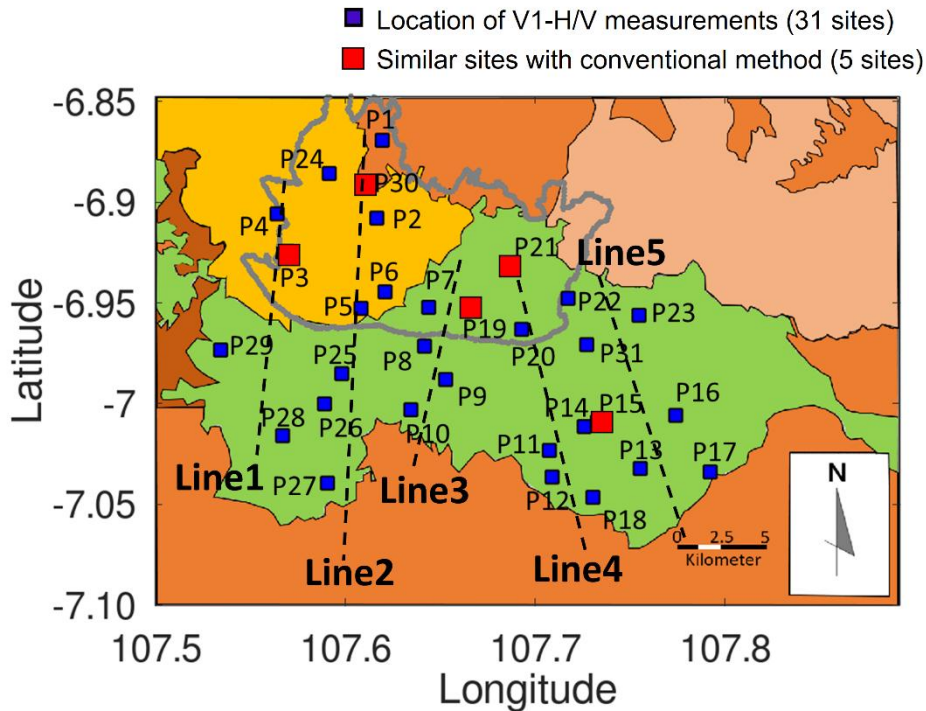 Location of V1-H/V measurements (31 sites)
Similar sites with conventional method (5 sites)
-6.85
P1
P24
P30
-6.9
P4
P2
P21
Line5
P3
P6
P7
-6.95
P5
P19
P22
P23
P20
P29
P25
P8
P31
P9
-7
P28
P26
P10
P14
P15
P16
P11
P13
P17
Line1
P27
Line3
N
-7.05
P12
P18
0 2.5 5
Kilometer
Line2
Line4
-7.10
107.5 107.6 107.7 107.8
Longitude
Latitude